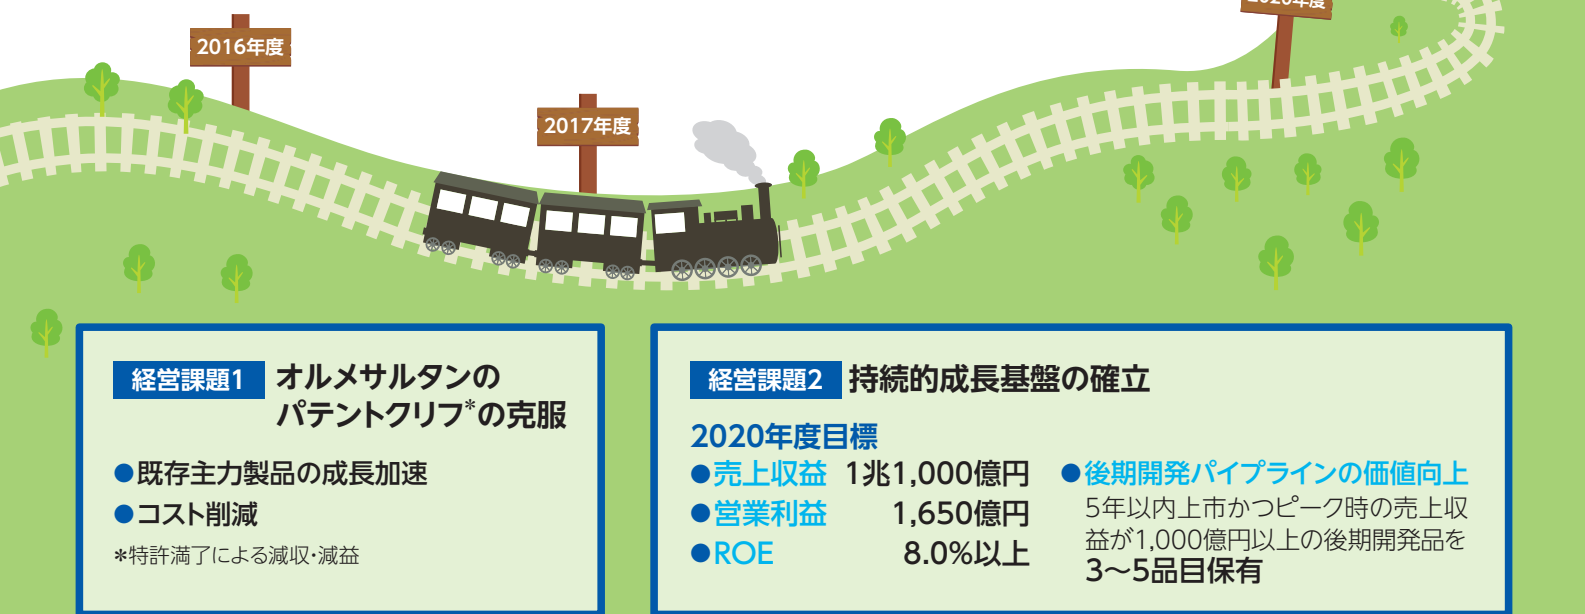 2020年度
2016年度
2017年度
経営課題1 オルメサルタンの
パテントクリフ*の克服
●既存主力製品の成長加速
●コスト削減
*特許満了による減収・減益
経営課題2 持続的成長基盤の確立
2020年度目標
●売上収益 1兆1,000億円
●営業利益 1,650億円
●ROE 8.0%以上
●後期開発パイプラインの価値向上
5年以内上市かつピーク時の売上収
益が1,000億円以上の後期開発品を
3〜5品目保有